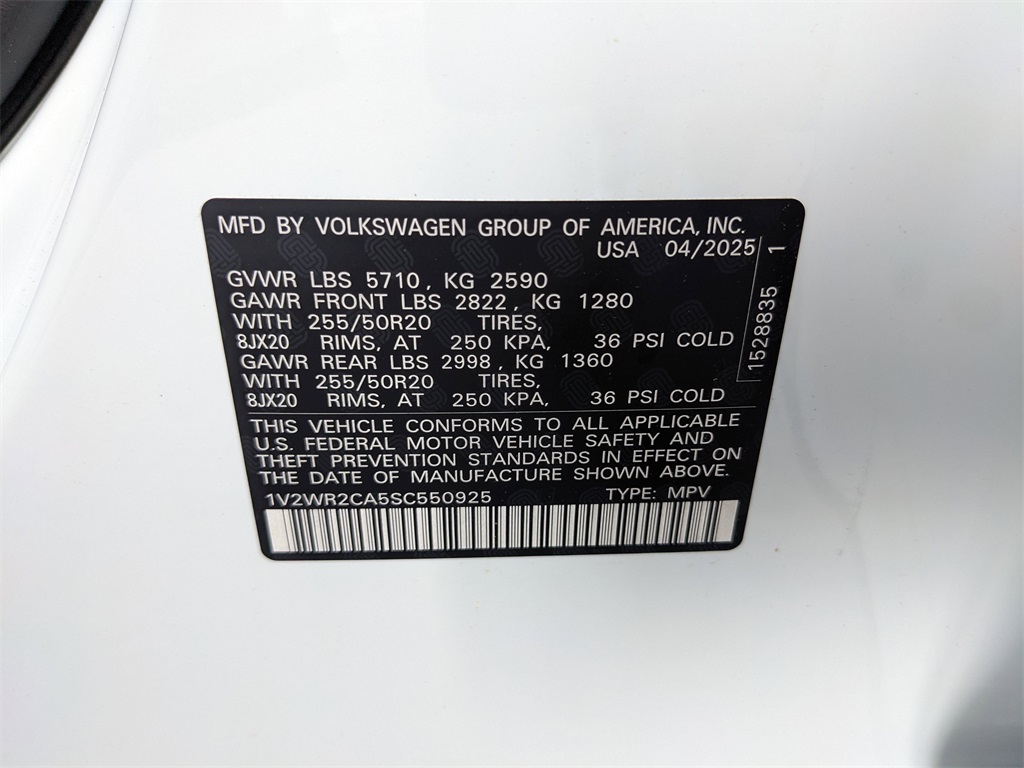 MFD BY VOLKSWAGEN GROUP OF AMERICA, INC.
USA 04/2025
GVWR LBS 5710, KG 2590
GAWR FRONT LBS 2822, KG 1280
WITH 255/50R20 TIRES,
8JX20 RIMS, AT 250 KPA, 36 PSI COLD
GAWR REAR LBS 2998, KG 1360
WITH 255/50R20 TIRES,
8JX20 RIMS, AT 250 KPA, 36 PSI COLD
THIS VEHICLE CONFORMS TO ALL APPLICABLE
U.S. FEDERAL MOTOR VEHICLE SAFETY AND
THEFT PREVENTION STANDARDS IN EFFECT ON
THE DATE OF MANUFACTURE SHOWN ABOVE.
1V2WR2CA5SC550925 TYPE: MPV
1528835 1